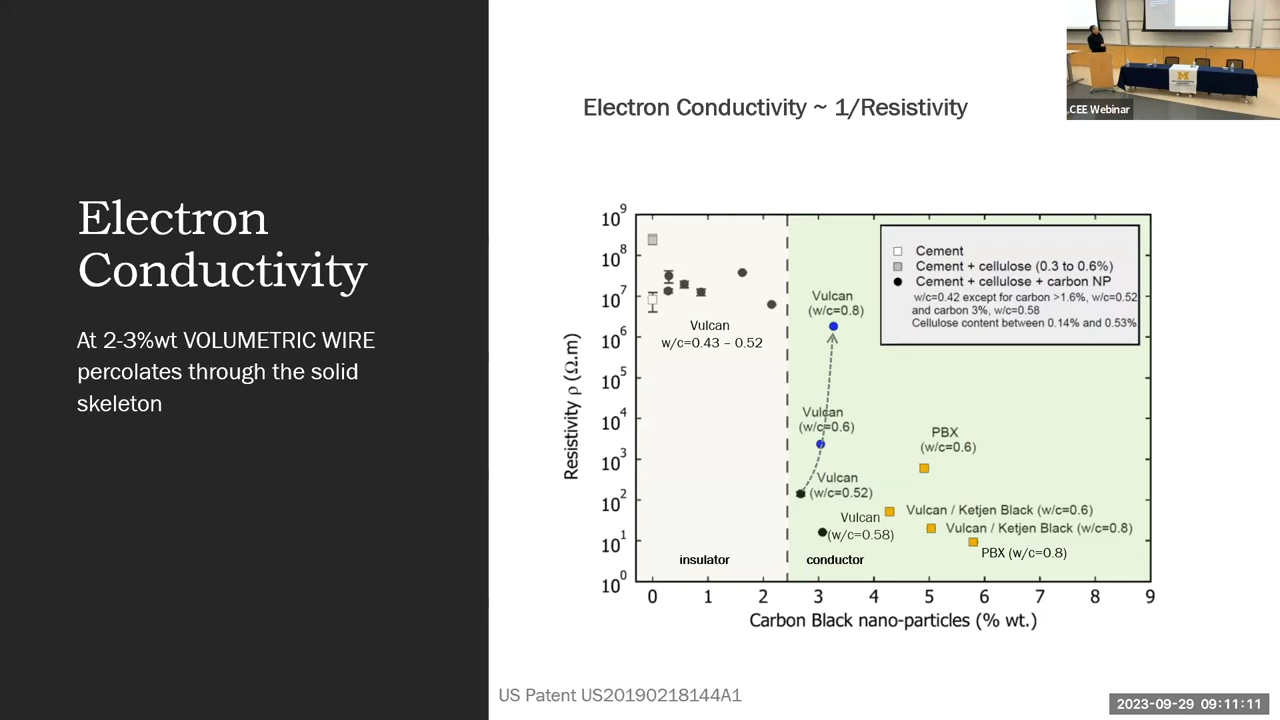 Electron Conductivity ~ 1/Resistivity
CEE Webinar
Electron
Conductivity
At 2-3%wt VOLUMETRIC WIRE
percolates through the solid
skeleton
10^9
10^8
10^7
10^6
10^5
10^4
10^3
10^2
10^1
10^0
Resistivity ρ (Ω.m)
Cement
Cement + cellulose (0.3 to 0.6%)
Cement + cellulose + carbon NP
w/c=0.42 except for carbon >1.6%, w/c=0.52
and carbon 3%, w/c=0.58
Cellulose content between 0.14% and 0.53%
Vulcan
(w/c=0.8)
Vulcan
w/c=0.43 – 0.52
Vulcan
(w/c=0.6)
PBX
(w/c=0.6)
Vulcan
(w/c=0.52)
Vulcan / Ketjen Black (w/c=0.6)
Vulcan
(w/c=0.58)
Vulcan / Ketjen Black (w/c=0.8)
PBX (w/c=0.8)
insulator
conductor
0 1 2 3 4 5 6 7 8 9
Carbon Black nano-particles (% wt.)
US Patent US20190218144A1
2023-09-29 09:11:11